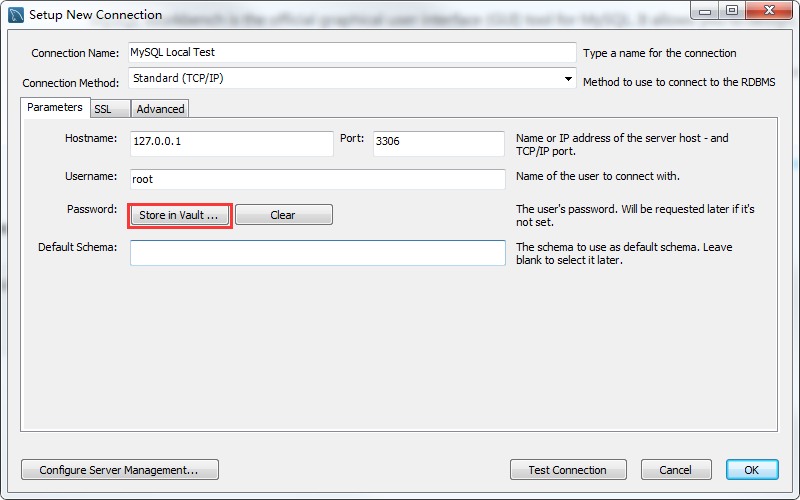 Setup New Connection
Connection Name: MySQL Local Test Type a name for the connection
Connection Method: Standard (TCP/IP) Method to use to connect to the RDBMS
Parameters SSL Advanced
Hostname: 127.0.0.1 Port: 3306 Name or IP address of the server host - and
TCP/IP port.
Username: root Name of the user to connect with.
Password: Store in Vault ... Clear The user's password. Will be requested later if it's
not set.
Default Schema: The schema to use as default schema. Leave
blank to select it later.
Configure Server Management... Test Connection Cancel OK